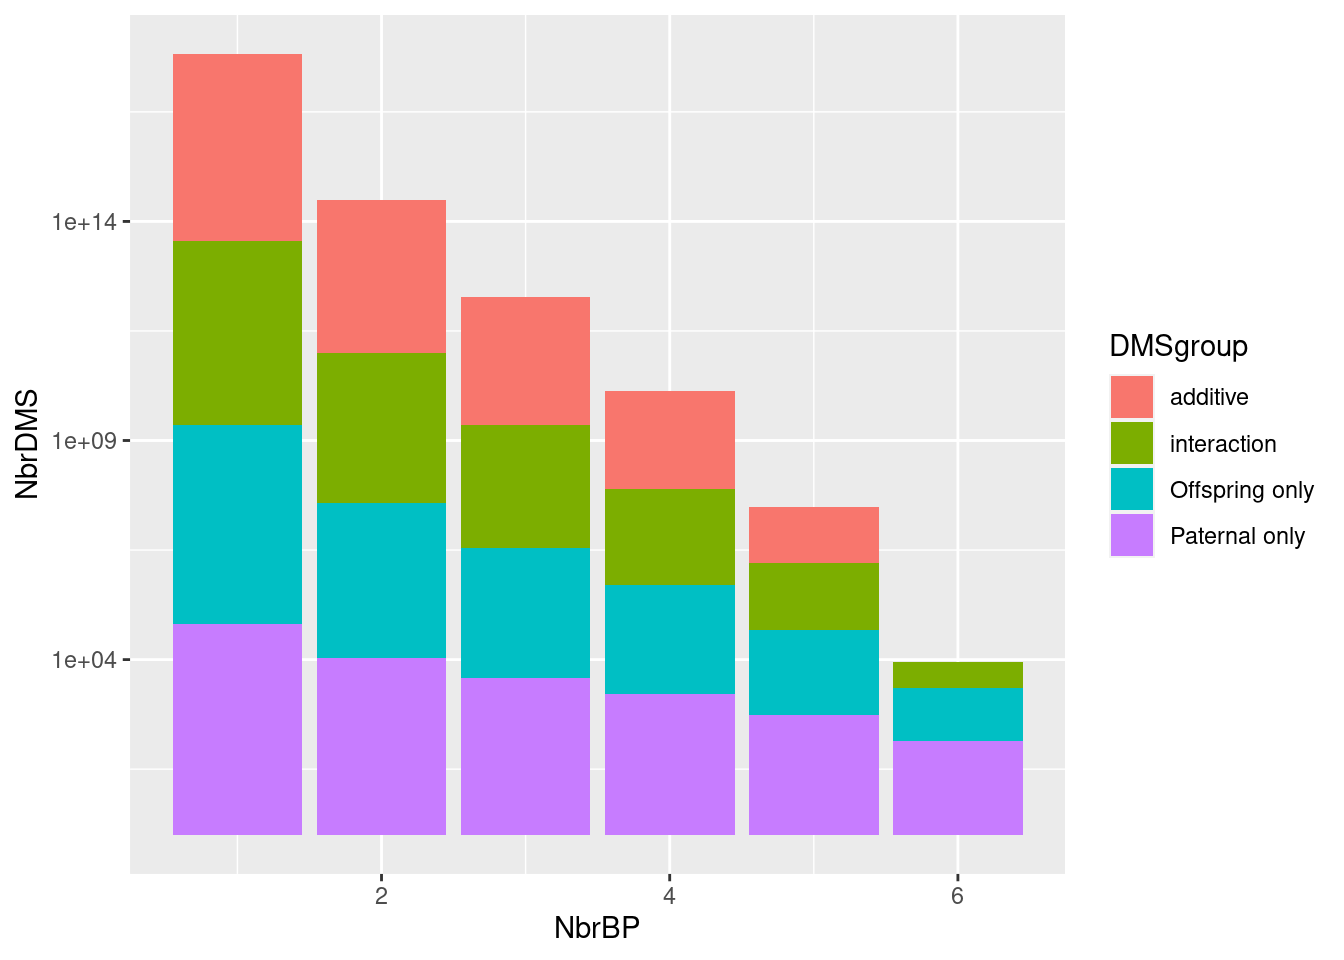 1e+14
1e+09
1e+04
NbrDMS
2
4
6
NbrBP
DMSgroup
additive
interaction
Offspring only
Paternal only